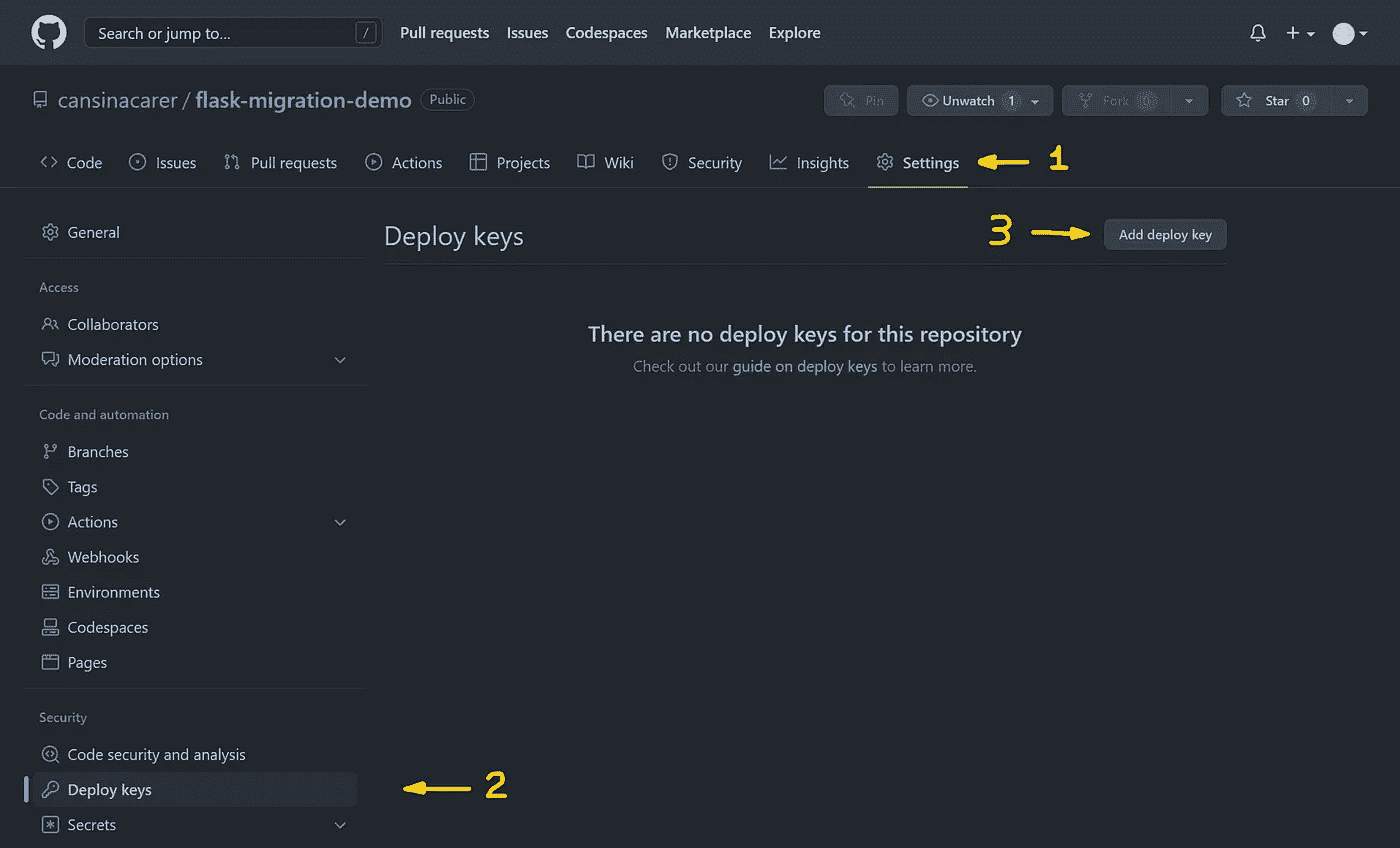 Search or jump to... / Pull requests Issues Codespaces Marketplace Explore
cansinacarer / flask-migration-demo Public Pin Unwatch 1 Fork 0 Star 0
Code Issues Pull requests Actions Projects Wiki Security Insights Settings 1
General
Deploy keys 3 Add deploy key
Access
Collaborators
There are no deploy keys for this repository
Moderation options
Check out our guide on deploy keys to learn more.
Code and automation
Branches
Tags
Actions
Webhooks
Environments
Codespaces
Pages
Security
Code security and analysis
Deploy keys 2
Secrets